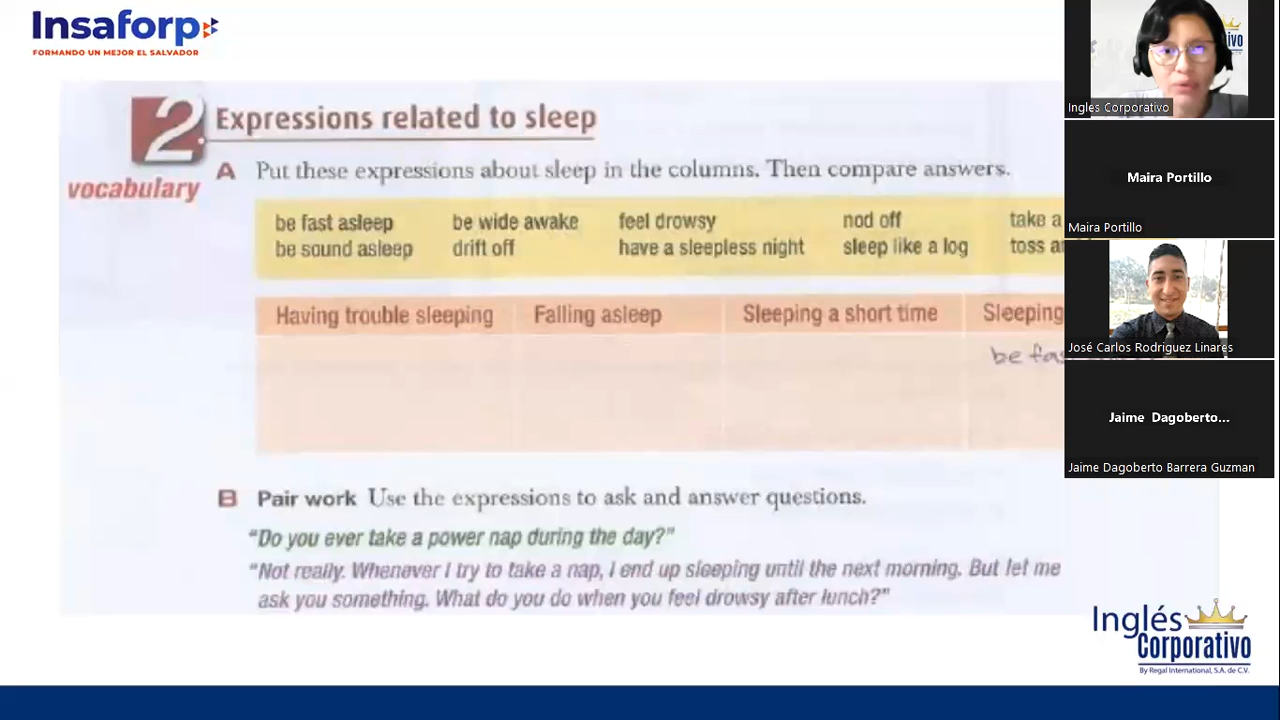 Insaforp
FORMANDO UN MEJOR EL SALVADOR
2 Expressions related to sleep
vocabulary
A Put these expressions about sleep in the columns. Then compare answers.
be fast asleep be wide awake feel drowsy nod off take a
be sound asleep drift off have a sleepless night sleep like a log toss
Having trouble sleeping Falling asleep Sleeping a short time Sleeping
be
B Pair work Use the expressions to ask and answer questions.
"Do you ever take a power nap during the day?"
"Not really. Whenever I try to take a nap, I end up sleeping until the next morning. But let me
ask you something. What do you do when you feel drowsy after lunch?"
Ingles Corporativo
Maira Portillo
Maira Portillo
José Carlos Rodriguez Linares
Jaime Dagoberto...
Jaime Dagoberto Barrera Guzman
Inglés
Corporativo
By Regal International, S.A. de C.V.